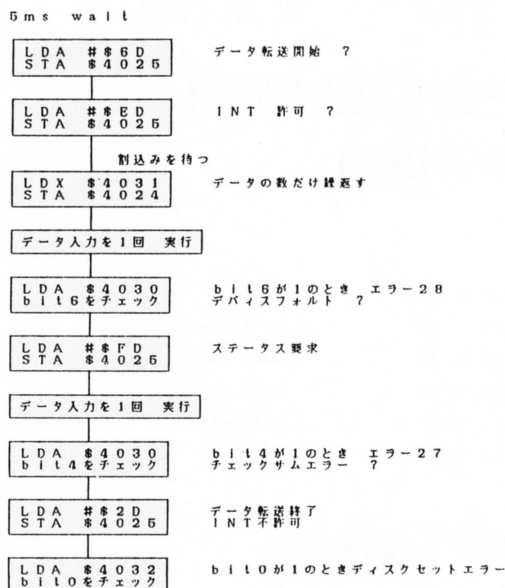 5ms wait
LDA #$6D データ転送開始 ?
STA $4025
LDA #$ED INT 許可 ?
STA $4025
割込みを待つ
LDX $4031 データの数だけ繰返す
STA $4024
データ入力を1回 実行
LDA $4030 bit6が1のとき エラー28
bit6をチェック デバィスフォルト ?
LDA #$FD ステータス要求
STA $4025
データ入力を1回 実行
LDA $4030 bit4が1のとき エラー27
bit4をチェック チェックサムエラー ?
LDA #$2D データ転送終了
STA $4025 INT不許可
LDA $4032 bit0が1のときディスクセットエラー
bit0をチェック